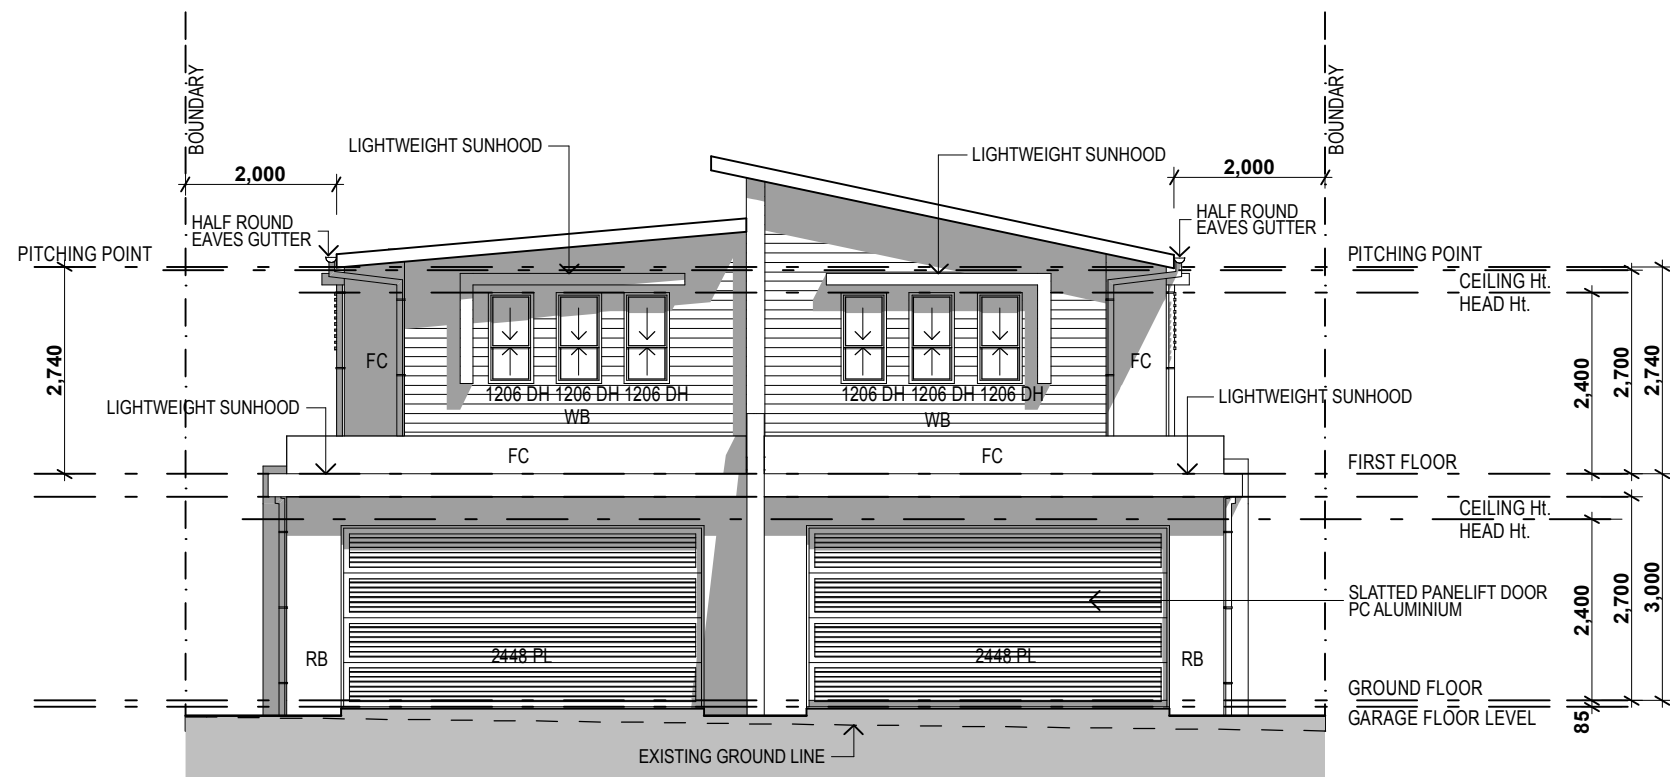 BOUNDARY
BOUNDARY
LIGHTWEIGHT SUNHOOD
LIGHTWEIGHT SUNHOOD
2,000
2,000
HALF ROUND
EAVES GUTTER
HALF ROUND
EAVES GUTTER
PITCHING POINT
PITCHING POINT
CEILING Ht.
HEAD Ht.
2,740
FC
FC
2,400
2,700
2,740
1206 DH
1206 DH
1206 DH
1206 DH
1206 DH
1206 DH
LIGHTWEIGHT SUNHOOD
LIGHTWEIGHT SUNHOOD
WB
WB
FC
FC
FIRST FLOOR
CEILING Ht.
HEAD Ht.
SLATTED PANELIFT DOOR
PC ALUMINIUM
2,400
2,700
3,000
RB
2448 PL
2448 PL
RB
GROUND FLOOR
GARAGE FLOOR LEVEL
85
EXISTING GROUND LINE